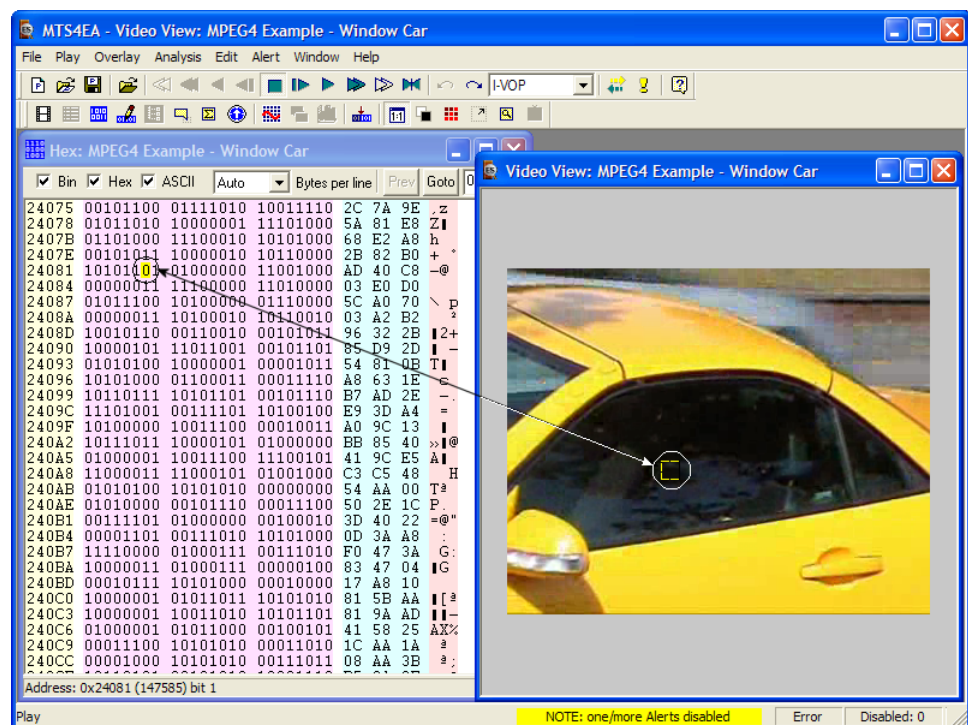 MTS4EA - Video View: MPEG4 Example - Window Car
File Play Overlay Analysis Edit Alert Window Help
I-VOP
Hex: MPEG4 Example - Window Car
Bin Hex ASCII Auto Bytes per line Prev Goto 0
24075 00101100 01111010 10011110 2C 7A 9E ,z
24078 01011010 10000001 11101000 5A 81 E8 Z
2407B 01101000 11100010 10101000 68 E2 A8 h
2407E 00101011 10000010 10110000 2B 82 B0 + °
24081 10101101 01000000 11001000 AD 40 C8 -@
24084 00000011 11100000 11010000 03 E0 D0
24087 01011100 10100000 01110000 5C A0 70 \ p
2408A 00000011 10100010 10110010 03 A2 B2 ²
2408D 10010110 00110010 00101011 96 32 2B 2+
24090 10000101 11011001 00101101 85 D9 2D -
24093 01010100 10000001 00001011 54 81 0B T
24096 10101000 01100011 00011110 A8 63 1E c
24099 10110111 10101101 00101110 B7 AD 2E -.
2409C 11101001 00111101 10100100 E9 3D A4 =
2409F 10100000 10011100 00010011 A0 9C 13
240A2 10111011 10000101 01000000 BB 85 40 » @
240A5 01000001 10011100 11100101 41 9C E5 A
240A8 11000011 11000101 01001000 C3 C5 48 H
240AB 01010100 10101010 00000000 54 AA 00 Tª
240AE 01010000 00101110 00011100 50 2E 1C P.
240B1 00111101 01000000 00100010 3D 40 22 =@"
240B4 00001101 00111010 10101000 0D 3A A8 :
240B7 11110000 01000111 00111010 F0 47 3A G:
240BA 10000011 01000111 00000100 83 47 04 G
240BD 00010111 10101000 00010000 17 A8 10
240C0 10000001 01011011 10101010 81 5B AA [ª
240C3 10000001 10011010 10101101 81 9A AD -
240C6 01000001 01011000 00100101 41 58 25 AX%
240C9 00011100 10101010 00011010 1C AA 1A ª
240CC 00001000 10101010 00111011 08 AA 3B ª;
Address: 0x24081 (147585) bit 1
Video View: MPEG4 Example - Window Car
Play NOTE: one/more Alerts disabled Error Disabled: 0